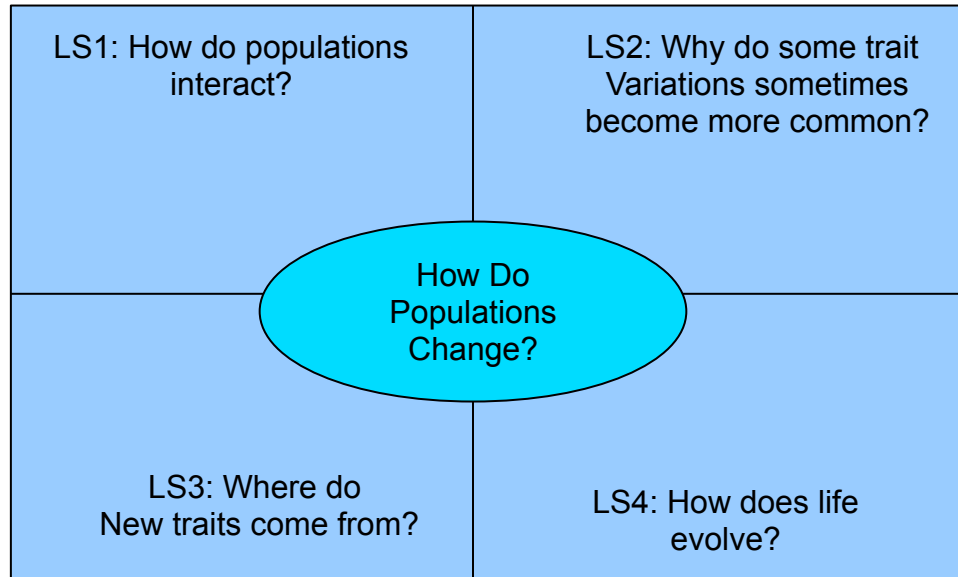 LS1: How do populations
interact?
LS2: Why do some trait
Variations sometimes
become more common?
How Do
Populations
Change?
LS3: Where do
New traits come from?
LS4: How does life
evolve?